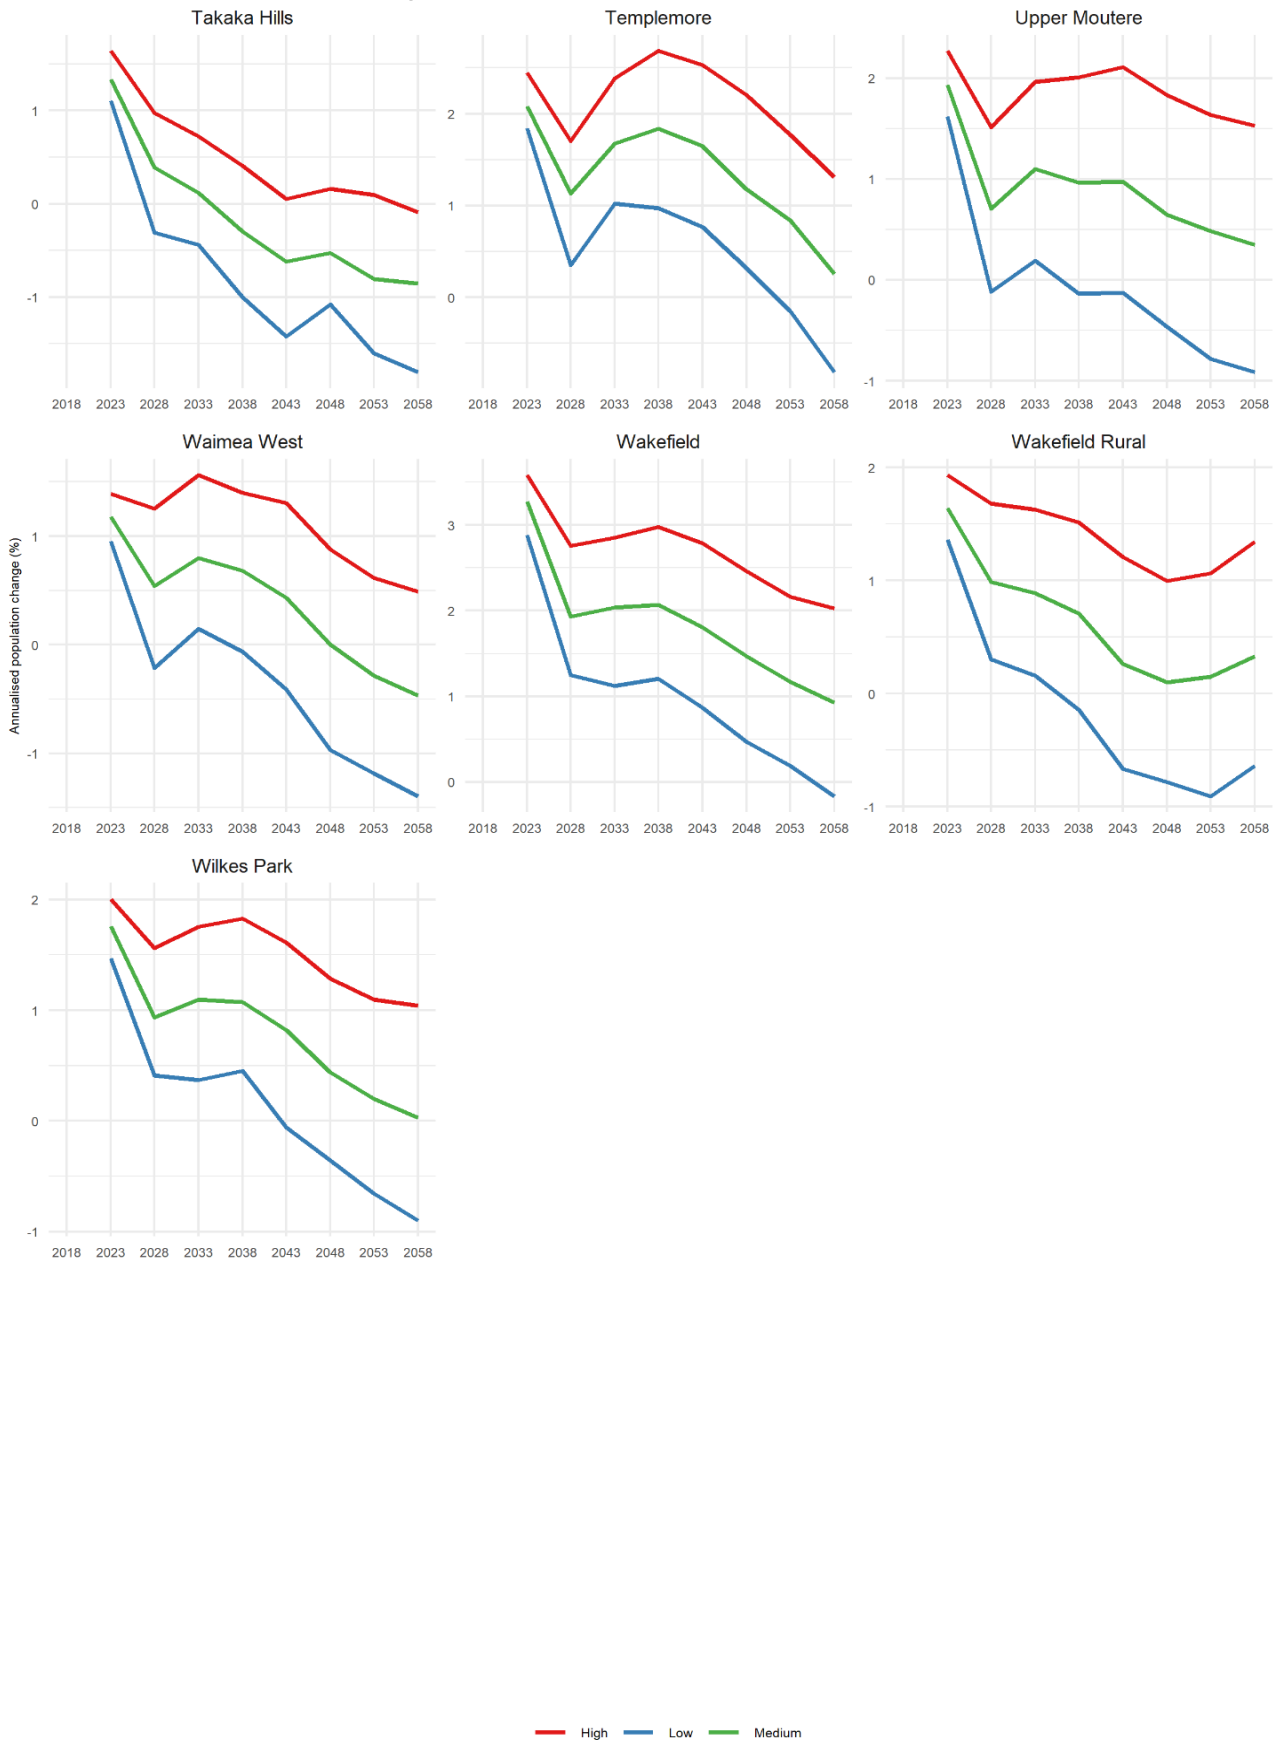 Takaka Hills
Templemore
Upper Moutere
1
0
-1
2
1
0
2
1
0
-1
2018 2023 2028 2033 2038 2043 2048 2053 2058
2018 2023 2028 2033 2038 2043 2048 2053 2058
2018 2023 2028 2033 2038 2043 2048 2053 2058
Waimea West
Wakefield
Wakefield Rural
Annualised population change (%)
1
0
-1
3
2
1
0
2
1
0
-1
2018 2023 2028 2033 2038 2043 2048 2053 2058
2018 2023 2028 2033 2038 2043 2048 2053 2058
2018 2023 2028 2033 2038 2043 2048 2053 2058
Wilkes Park
2
1
0
-1
2018 2023 2028 2033 2038 2043 2048 2053 2058
High Low Medium